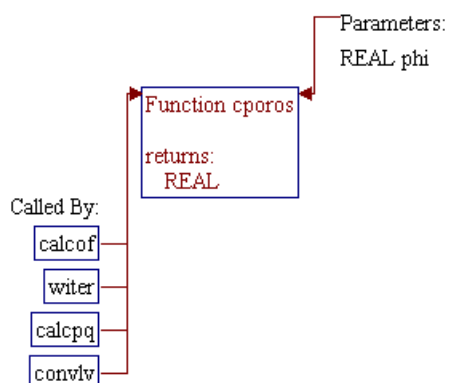 Parameters:
REAL phi
Function cporos
returns:
REAL
Called By:
calcof
witer
calcpq
convlv